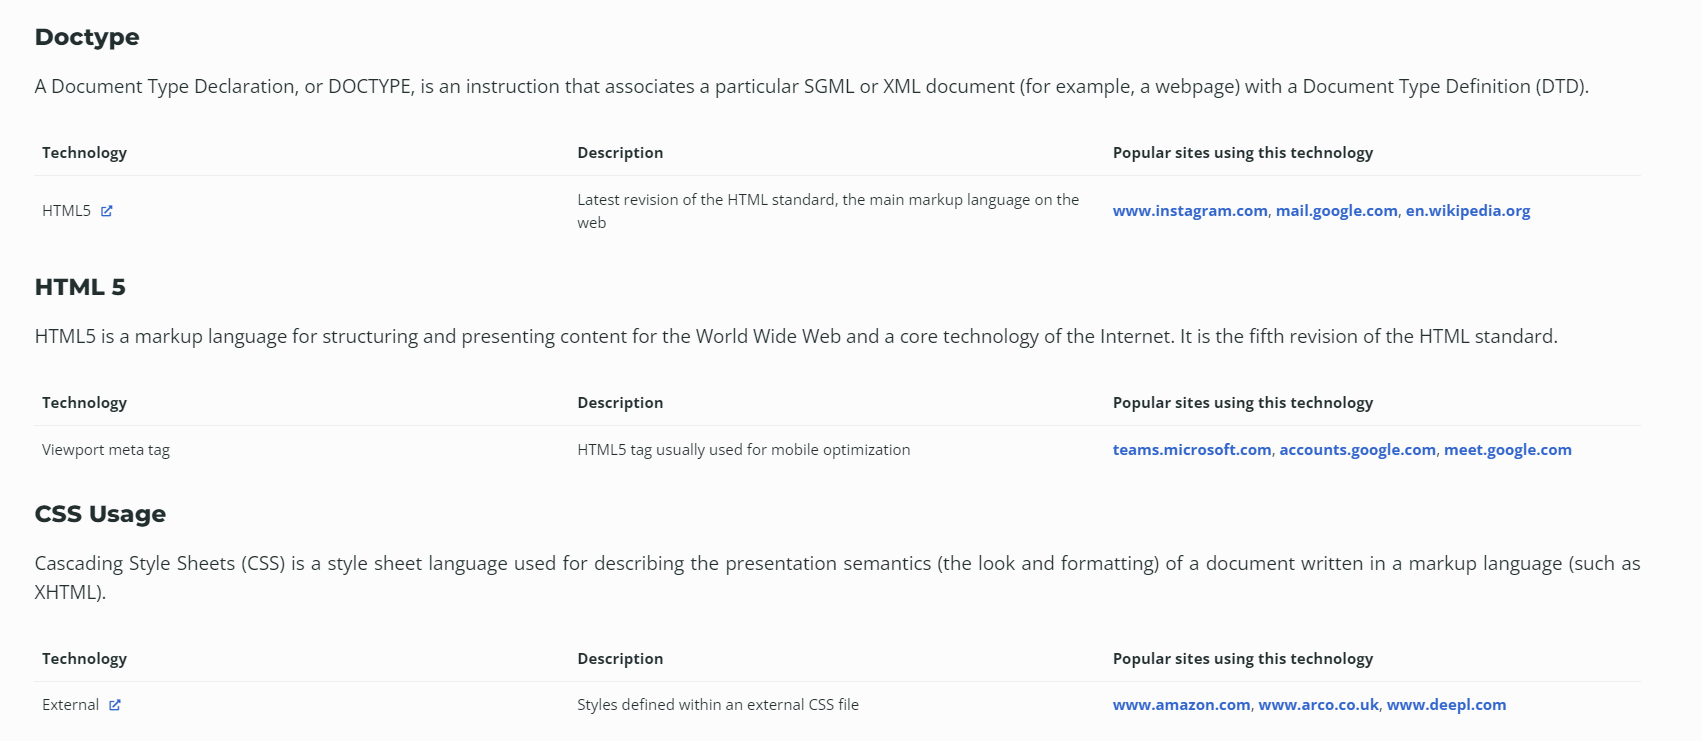 Doctype
A Document Type Declaration, or DOCTYPE, is an instruction that associates a particular SGML or XML document (for example, a webpage) with a Document Type Definition (DTD).
Technology Description Popular sites using this technology
HTML5 Latest revision of the HTML standard, the main markup language on the
web www.instagram.com, mail.google.com, en.wikipedia.org
HTML 5
HTML5 is a markup language for structuring and presenting content for the World Wide Web and a core technology of the Internet. It is the fifth revision of the HTML standard.
Technology Description Popular sites using this technology
Viewport meta tag HTML5 tag usually used for mobile optimization teams.microsoft.com, accounts.google.com, meet.google.com
CSS Usage
Cascading Style Sheets (CSS) is a style sheet language used for describing the presentation semantics (the look and formatting) of a document written in a markup language (such as
XHTML).
Technology Description Popular sites using this technology
External Styles defined within an external CSS file www.amazon.com, www.arco.co.uk, www.deepl.com